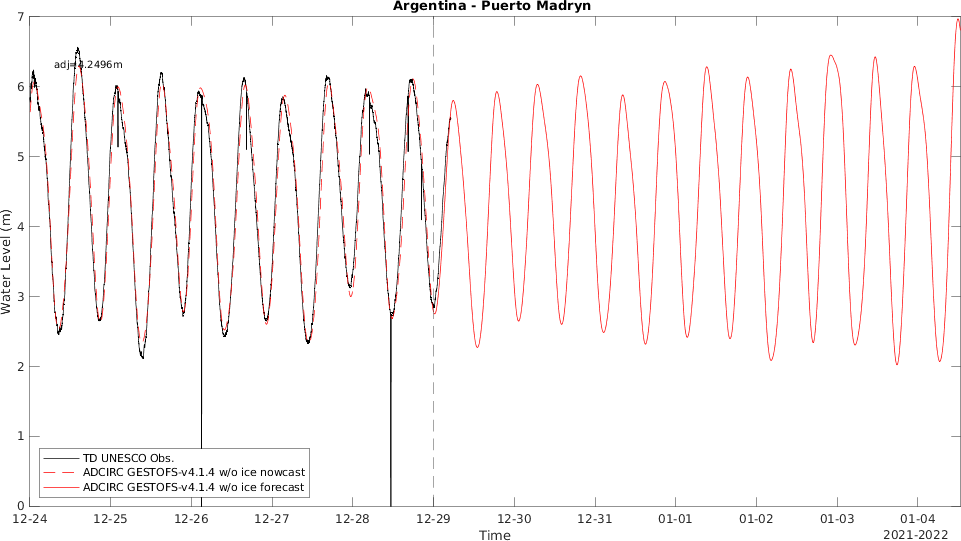 Argentina - Puerto Madryn
7
6
5
4
3
2
1
0
Water Level (m)
adj=4.2496m
TD UNESCO Obs.
ADCIRC GESTOFS-v4.1.4 w/o ice nowcast
ADCIRC GESTOFS-v4.1.4 w/o ice forecast
12-24 12-25 12-26 12-27 12-28 12-29 12-30 12-31 01-01 01-02 01-03 01-04
Time
2021-2022